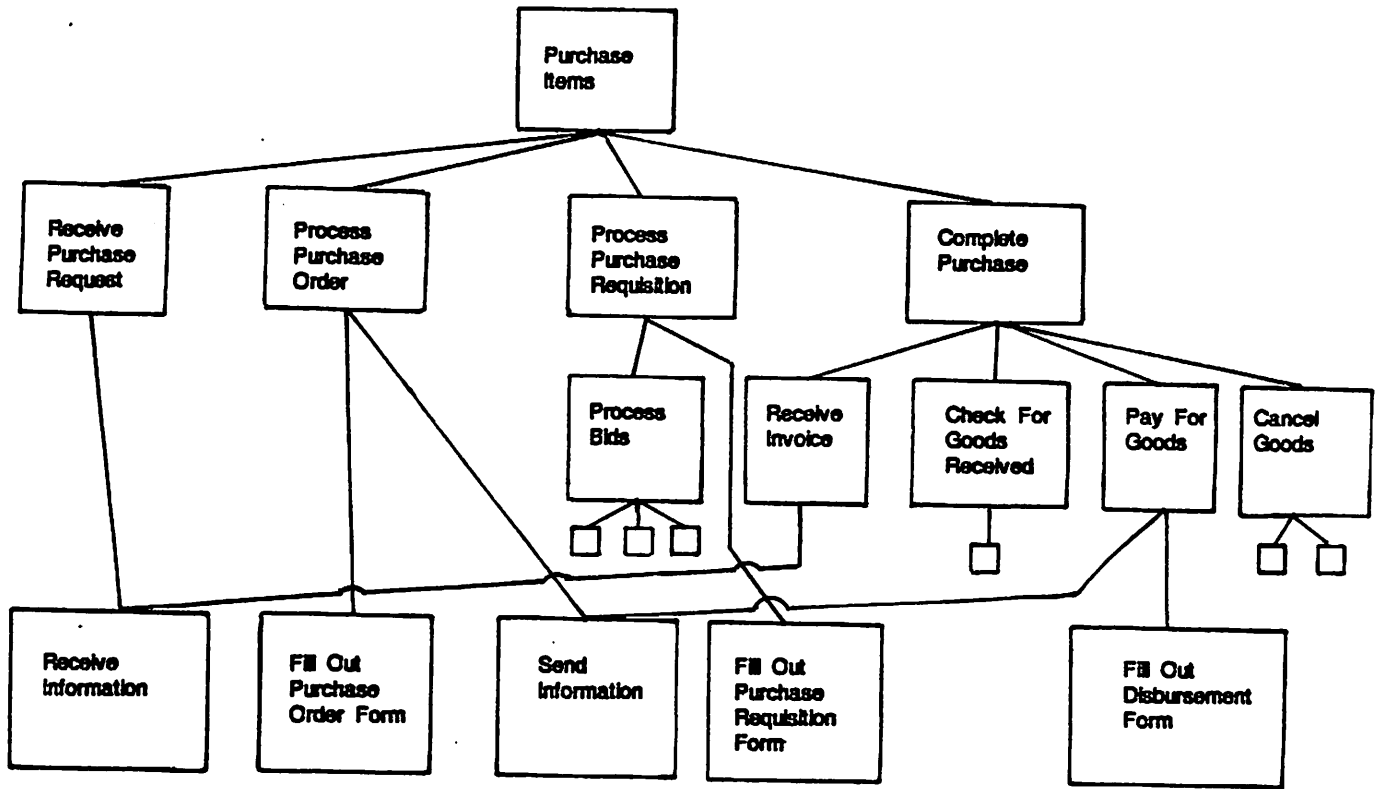 Purchase
Items
Receive
Purchase
Request
Process
Purchase
Order
Process
Purchase
Requisition
Complete
Purchase
Process
Bids
Receive
Invoice
Check For
Goods
Received
Pay For
Goods
Cancel
Goods
Receive
Information
Fill Out
Purchase
Order Form
Send
Information
Fill Out
Purchase
Requisition
Form
Fill Out
Disbursement
Form